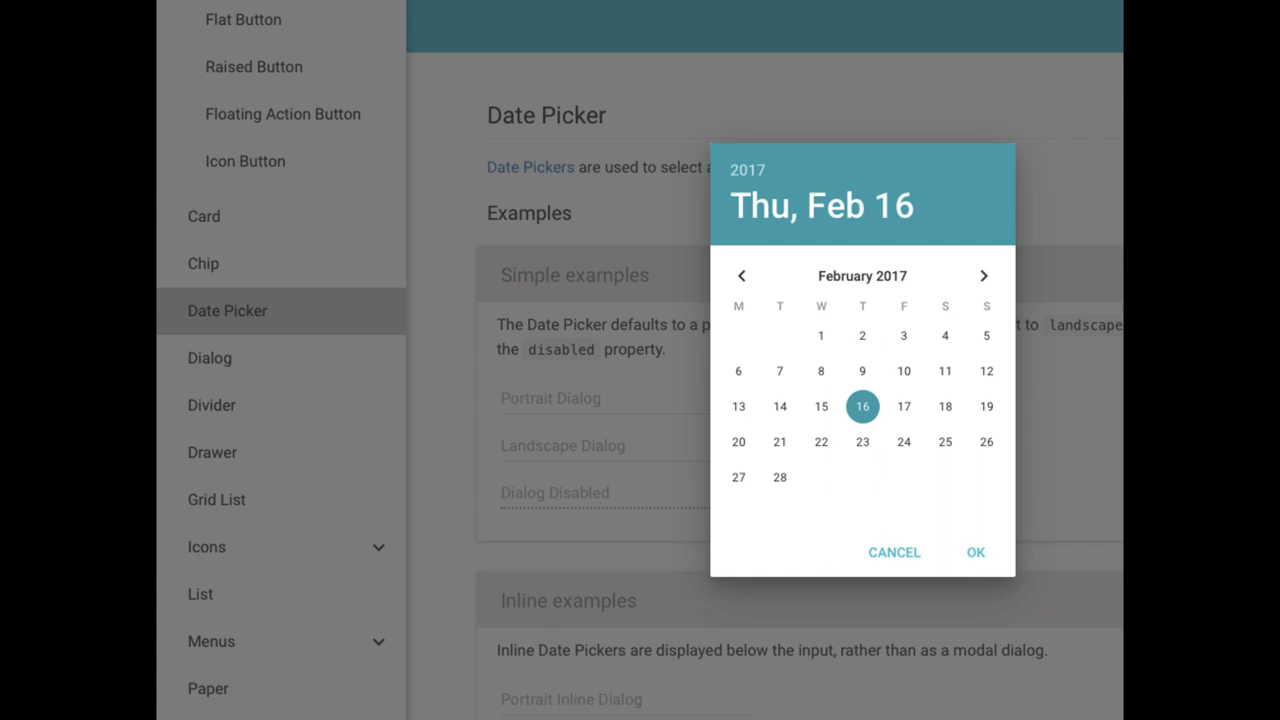 Flat Button
Raised Button
Floating Action Button
Icon Button
Card
Chip
Date Picker
Dialog
Divider
Drawer
Grid List
Icons
List
Menus
Paper
Date Picker
Date Pickers are used to select a
Examples
Simple examples
The Date Picker defaults to a p
t to landscape
the disabled property.
Portrait Dialog
Landscape Dialog
Dialog Disabled
Inline examples
Inline Date Pickers are displayed below the input, rather than as a modal dialog.
Portrait Inline Dialog
2017
Thu, Feb 16
February 2017
M T W T F S S
1 2 3 4 5
6 7 8 9 10 11 12
13 14 15 16 17 18 19
20 21 22 23 24 25 26
27 28
CANCEL OK